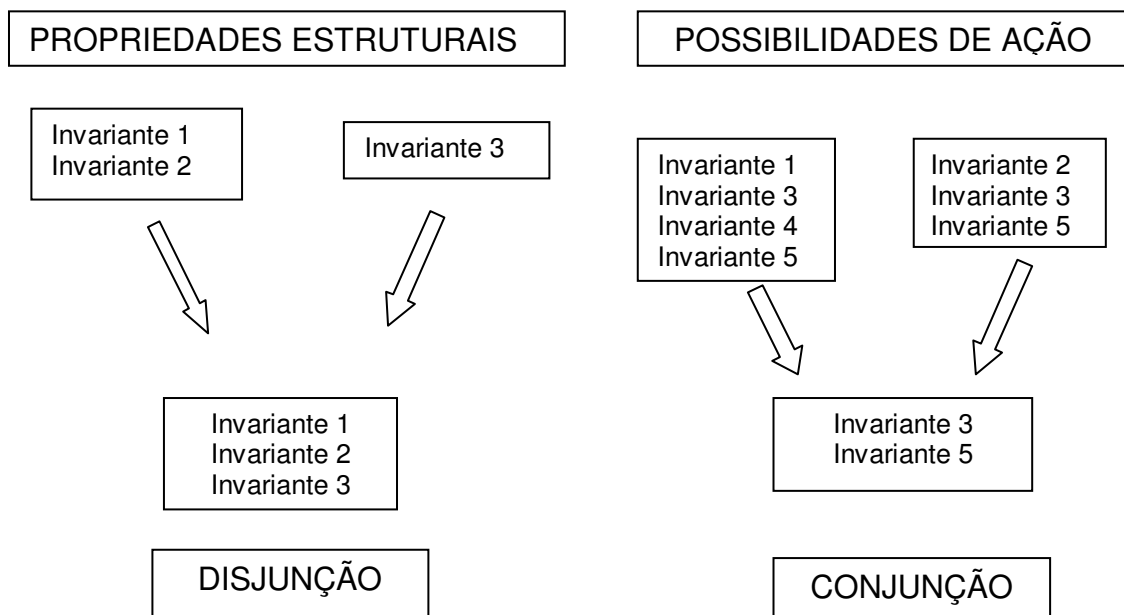 PROPRIEDADES ESTRUTURAIS
POSSIBILIDADES DE AÇÃO
Invariante 1
Invariante 2
Invariante 3
Invariante 1
Invariante 3
Invariante 4
Invariante 5
Invariante 2
Invariante 3
Invariante 5
Invariante 1
Invariante 2
Invariante 3
Invariante 3
Invariante 5
DISJUNÇÃO
CONJUNÇÃO